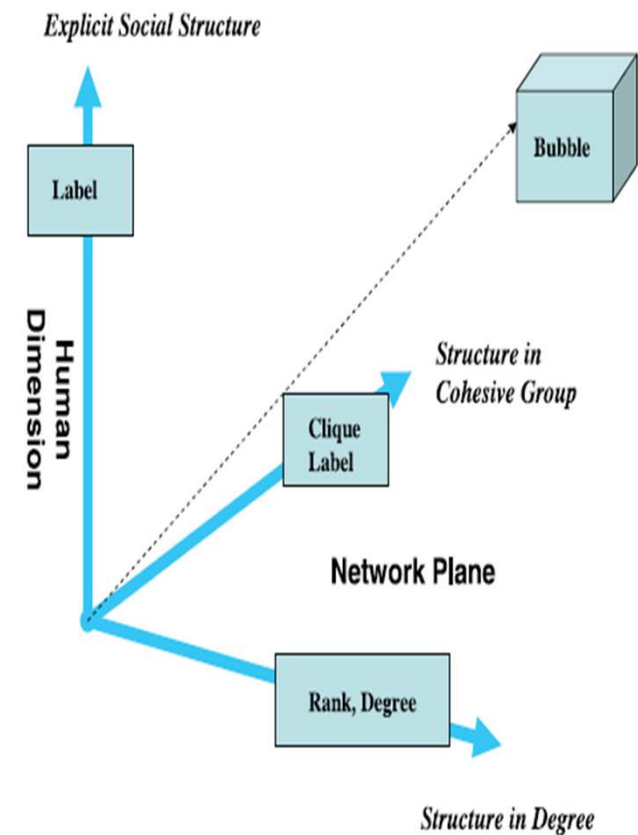 Explicit Social Structure
Bubble
Label
Human
Dimension
Structure in
Cohesive Group
Clique
Label
Network Plane
Rank, Degree
Structure in Degree